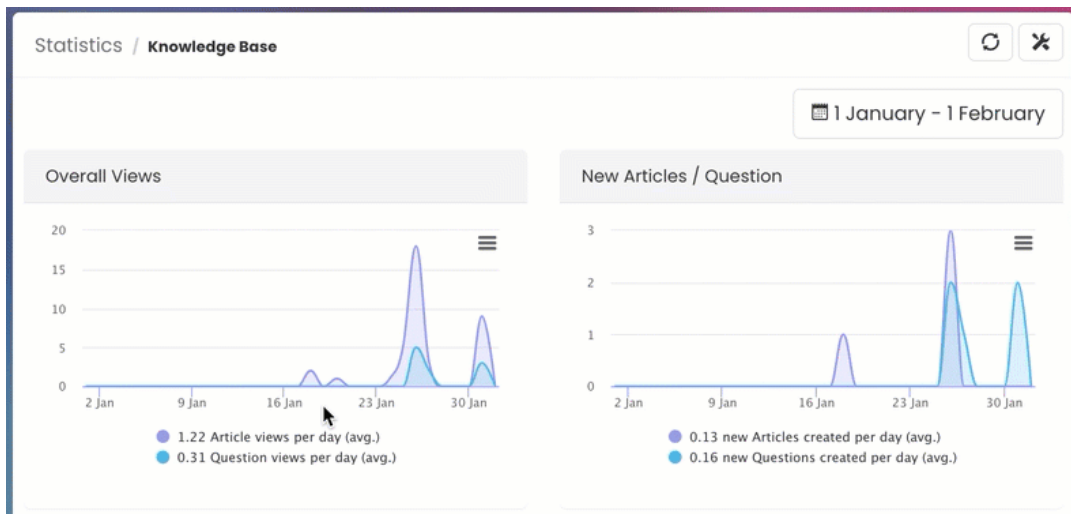 Statistics / Knowledge Base
1 January - 1 February
Overall Views
20
15
10
5
0
2 Jan 9 Jan 16 Jan 23 Jan 30 Jan
1.22 Article views per day (avg.)
0.31 Question views per day (avg.)
New Articles / Question
3
2
1
0
2 Jan 9 Jan 16 Jan 23 Jan 30 Jan
0.13 new Articles created per day (avg.)
0.16 new Questions created per day (avg.)